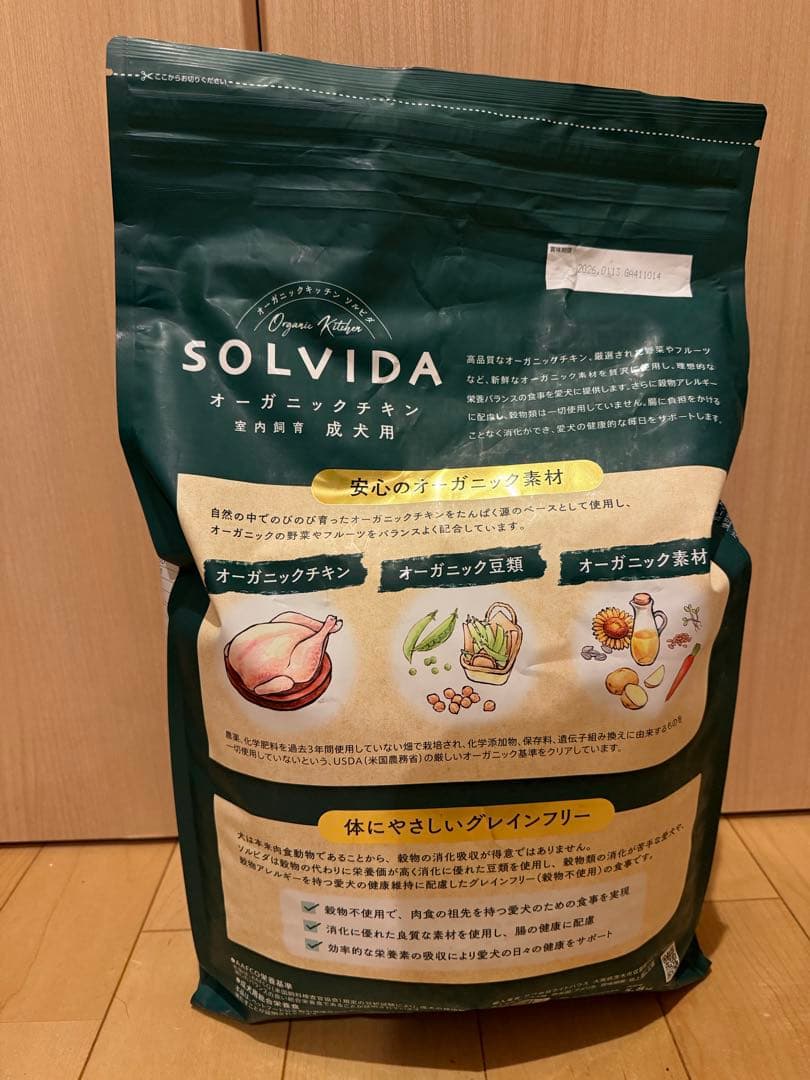 ここからお切りください
賞味期限
2026.01.13 GA411014
オーガニックキッチン ソルビダ
Organic Kitchen
SOLVIDA
オーガニックチキン
室内飼育 成犬用
高品質なオーガニックチキン、厳選された野菜やフルーツ
など、新鮮なオーガニック素材を贅沢に使用し、理想的な
栄養バランスの食事を愛犬に提供します。さらに穀物アレルギー
に配慮し、穀物類は一切使用していません。腸に負担をかける
ことなく消化ができ、愛犬の健康的な毎日をサポートします。
安心のオーガニック素材
自然の中でのびのび育ったオーガニックチキンをたんぱく源のベースとして使用し、
オーガニックの野菜やフルーツをバランスよく配合しています。
オーガニックチキン
オーガニック豆類
オーガニック素材
農薬、化学肥料を過去3年間使用していない畑で栽培され、化学添加物、保存料、遺伝子組み換えに由来するものを
一切使用していないという、USDA(米国農務省)の厳しいオーガニック基準をクリアしています。
体にやさしいグレインフリー
犬は本来肉食動物であることから、穀物の消化吸収が得意ではありません。
ソルビダは穀物の代わりに栄養価が高く消化に優れた豆類を使用し、穀物類の消化が苦手な愛犬や、
穀物アレルギーを持つ愛犬の健康維持に配慮したグレインフリー(穀物不使用)の食事です。
穀物不使用で、肉食の祖先を持つ愛犬のための食事を実現
消化に優れた良質な素材を使用し、腸の健康に配慮
効率的な栄養素の吸収により愛犬の日々の健康をサポート
●AAFCO栄養基準
●成犬用総合栄養食